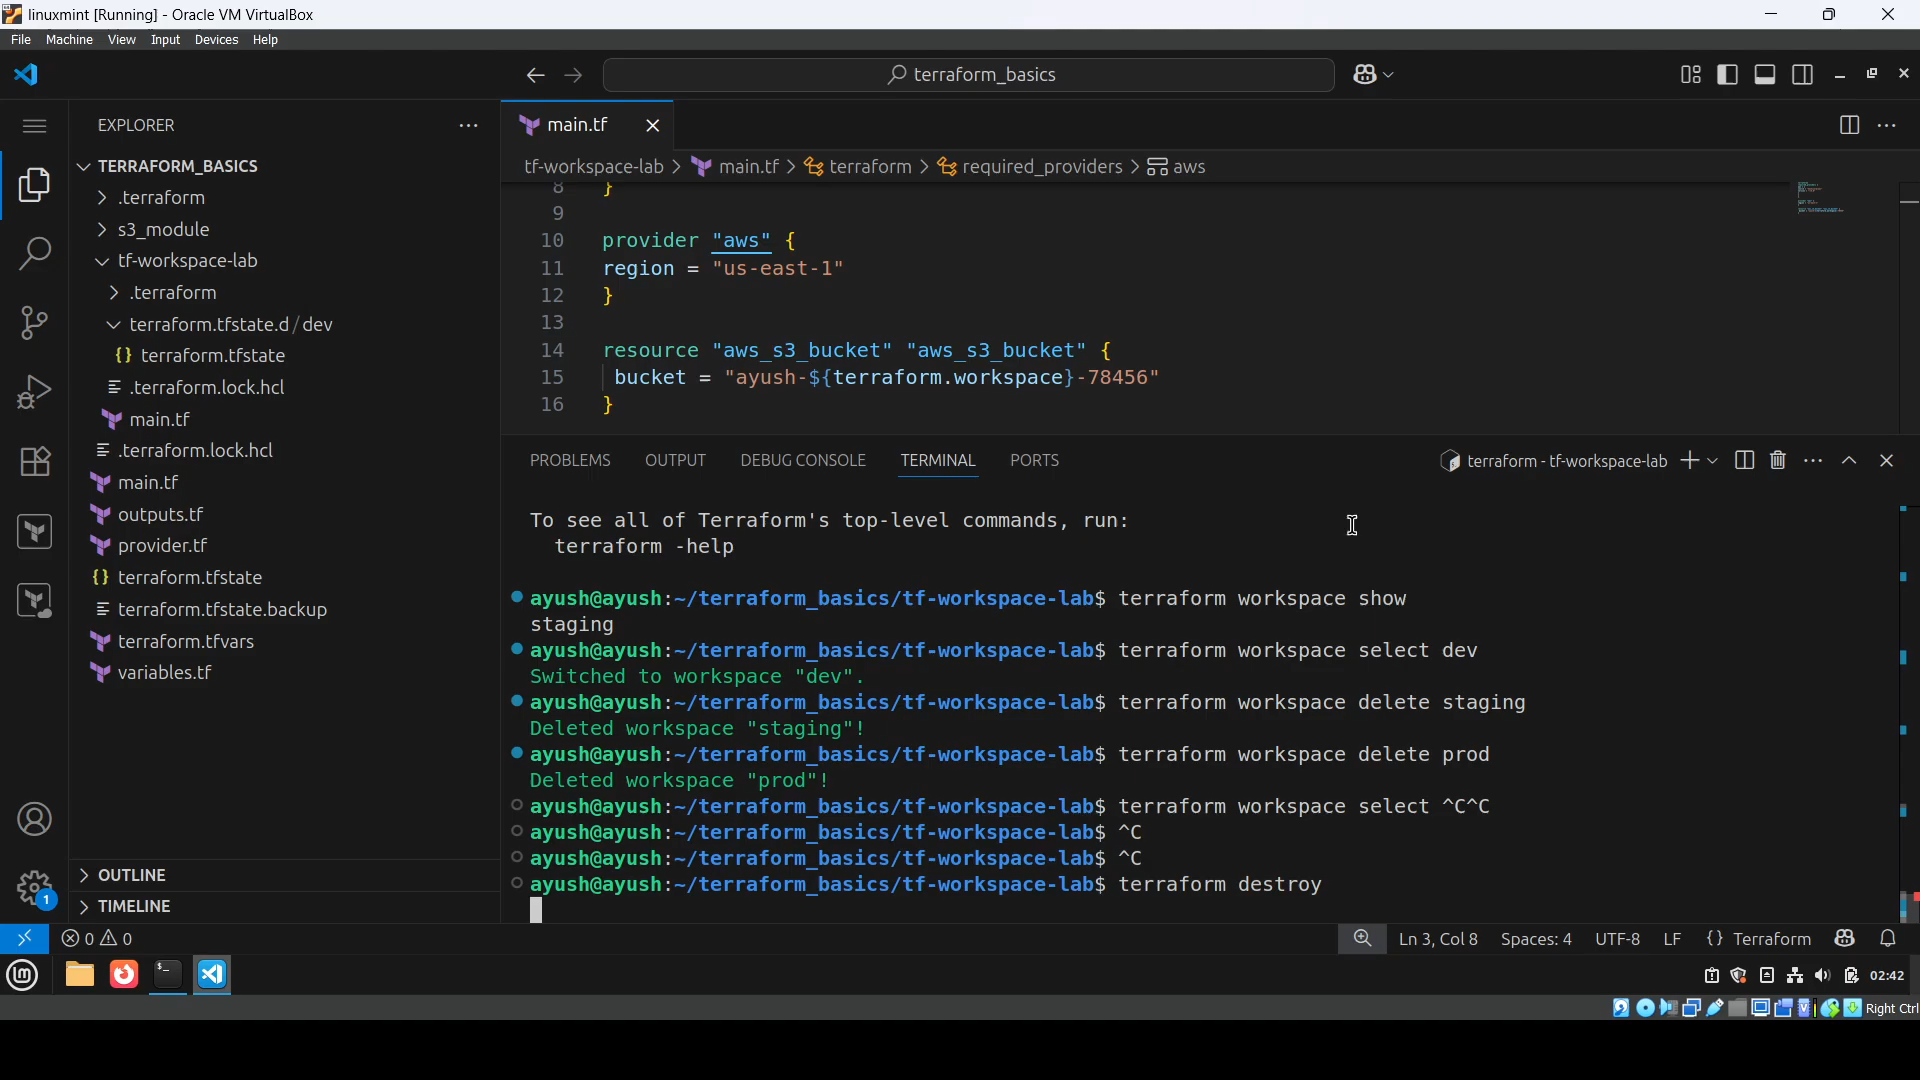 linuxmint [Running] - Oracle VM VirtualBox
File Machine View Input Devices Help
terraform_basics
EXPLORER
TERRAFORM_BASICS
.terraform
s3_module
tf-workspace-lab
.terraform
terraform.tfstate.d / dev
{} terraform.tfstate
.terraform.lock.hcl
main.tf
.terraform.lock.hcl
main.tf
outputs.tf
provider.tf
{} terraform.tfstate
terraform.tfstate.backup
terraform.tfvars
variables.tf
OUTLINE
TIMELINE
1
main.tf
tf-workspace-lab > main.tf > terraform > required_providers > aws
8 }
9
10 provider "aws" {
11 region = "us-east-1"
12 }
13
14 resource "aws_s3_bucket" "aws_s3_bucket" {
15 bucket = "ayush-${terraform.workspace}-78456"
16 }
PROBLEMS OUTPUT DEBUG CONSOLE TERMINAL PORTS
terraform - tf-workspace-lab
To see all of Terraform's top-level commands, run:
terraform -help
ayush@ayush:~/terraform_basics/tf-workspace-lab$ terraform workspace show
staging
ayush@ayush:~/terraform_basics/tf-workspace-lab$ terraform workspace select dev
Switched to workspace "dev".
ayush@ayush:~/terraform_basics/tf-workspace-lab$ terraform workspace delete staging
Deleted workspace "staging"!
ayush@ayush:~/terraform_basics/tf-workspace-lab$ terraform workspace delete prod
Deleted workspace "prod"!
ayush@ayush:~/terraform_basics/tf-workspace-lab$ terraform workspace select ^C^C
ayush@ayush:~/terraform_basics/tf-workspace-lab$ ^C
ayush@ayush:~/terraform_basics/tf-workspace-lab$ ^C
ayush@ayush:~/terraform_basics/tf-workspace-lab$ terraform destroy
0 0
Ln 3, Col 8 Spaces: 4 UTF-8 LF {} Terraform
02:42
Right Ctrl